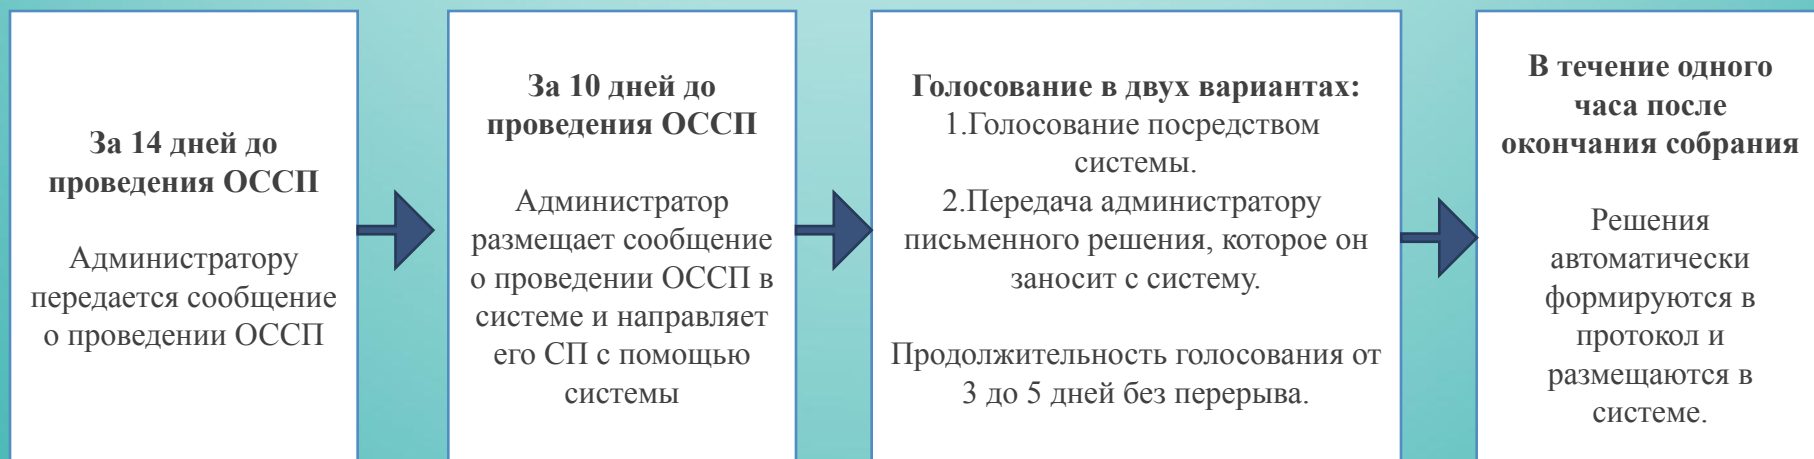 За 14 дней до
проведения ОССП
Администратору
передается сообщение
о проведении ОССП
За 10 дней до
проведения ОССП
Администратор
размещает сообщение
о проведении ОССП в
системе и направляет
его СП с помощью
системы
Голосование в двух вариантах:
1.Голосование посредством
системы.
2.Передача администратору
письменного решения, которое он
заносит с систему.
Продолжительность голосования от
3 до 5 дней без перерыва.
В течение одного
часа после
окончания собрания
Решения
автоматически
формируются в
протокол и
размещаются в
системе.